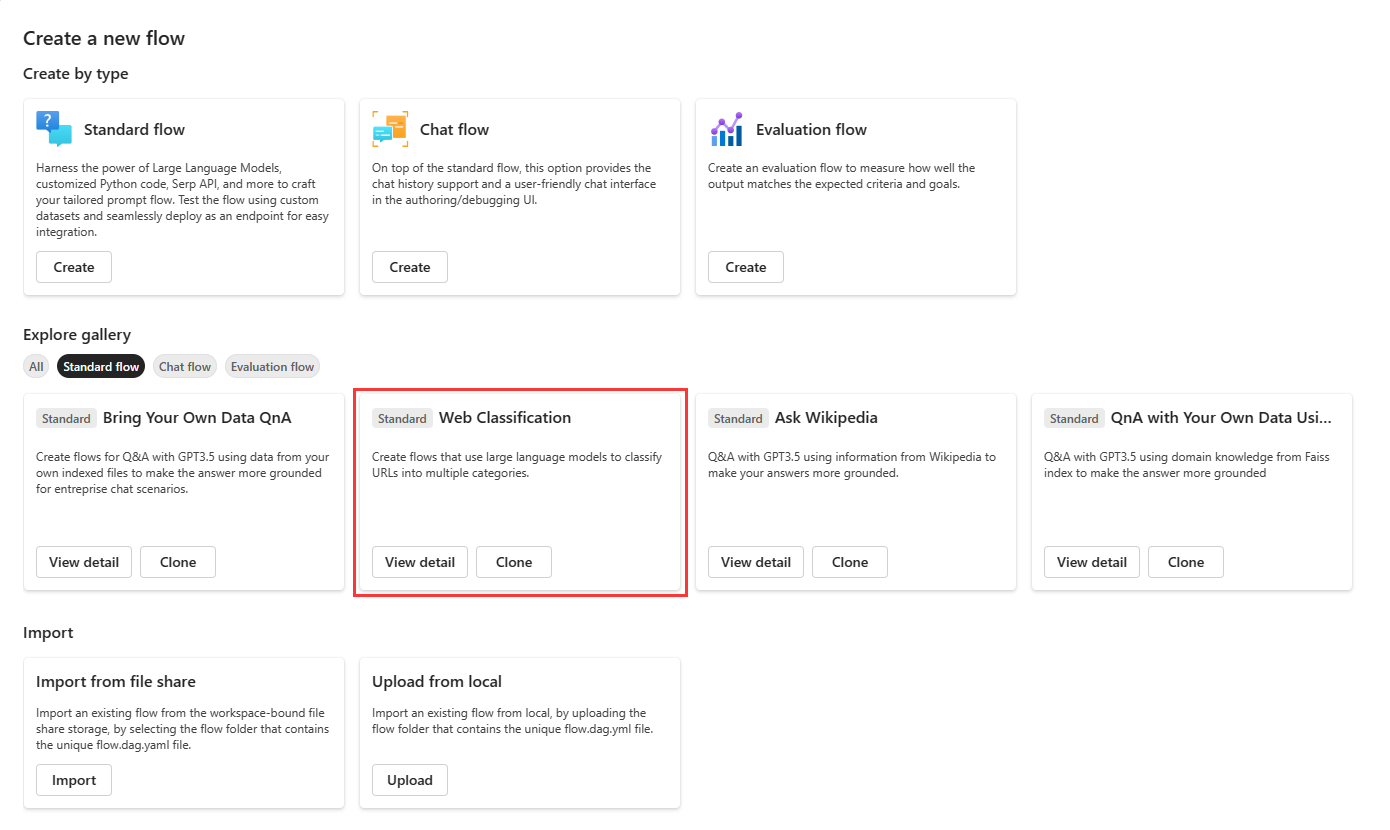 Create a new flow
Create by type
Standard flow
Harness the power of Large Language Models,
customized Python code, Serp API, and more to craft
your tailored prompt flow. Test the flow using custom
datasets and seamlessly deploy as an endpoint for easy
integration.
Create
Chat flow
On top of the standard flow, this option provides the
chat history support and a user-friendly chat interface
in the authoring/debugging UI.
Create
Evaluation flow
Create an evaluation flow to measure how well the
output matches the expected criteria and goals.
Create
Explore gallery
All Standard flow Chat flow Evaluation flow
Standard Bring Your Own Data QnA
Create flows for Q&A with GPT3.5 using data from your
own indexed files to make the answer more grounded
for entreprise chat scenarios.
View detail Clone
Standard Web Classification
Create flows that use large language models to classify
URLs into multiple categories.
View detail Clone
Standard Ask Wikipedia
Q&A with GPT3.5 using information from Wikipedia to
make your answers more grounded.
View detail Clone
Standard QnA with Your Own Data Usi...
Q&A with GPT3.5 using domain knowledge from Faiss
index to make the answer more grounded
View detail Clone
Import
Import from file share
Import an existing flow from the workspace-bound file
share storage, by selecting the flow folder that contains
the unique flow.dag.yaml file.
Import
Upload from local
Import an existing flow from local, by uploading the
flow folder that contains the unique flow.dag.yml file.
Upload